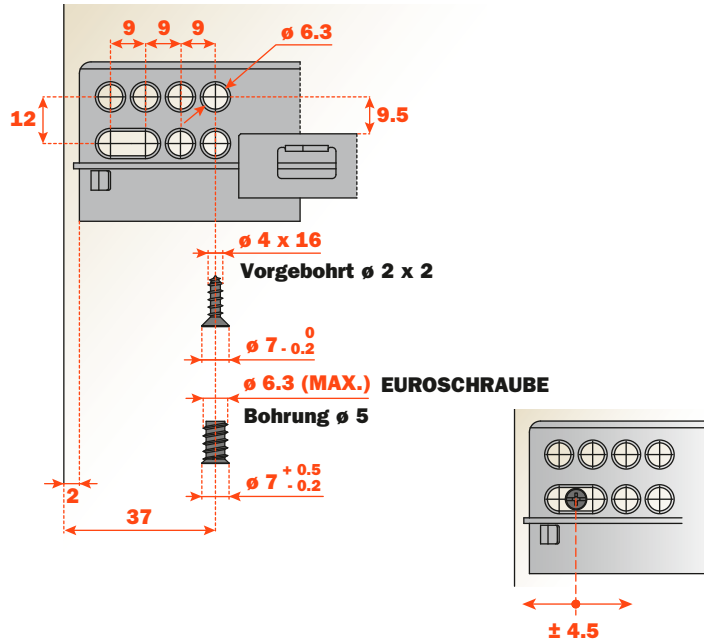 9 9 9
ø 6.3
12
9.5
ø 4 x 16
Vorgebohrt ø 2 x 2
ø 7 0 - 0.2
ø 6.3 (MAX.) EUROSCHRAUBE
Bohrung ø 5
ø 7 + 0.5 - 0.2
2
37
± 4.5